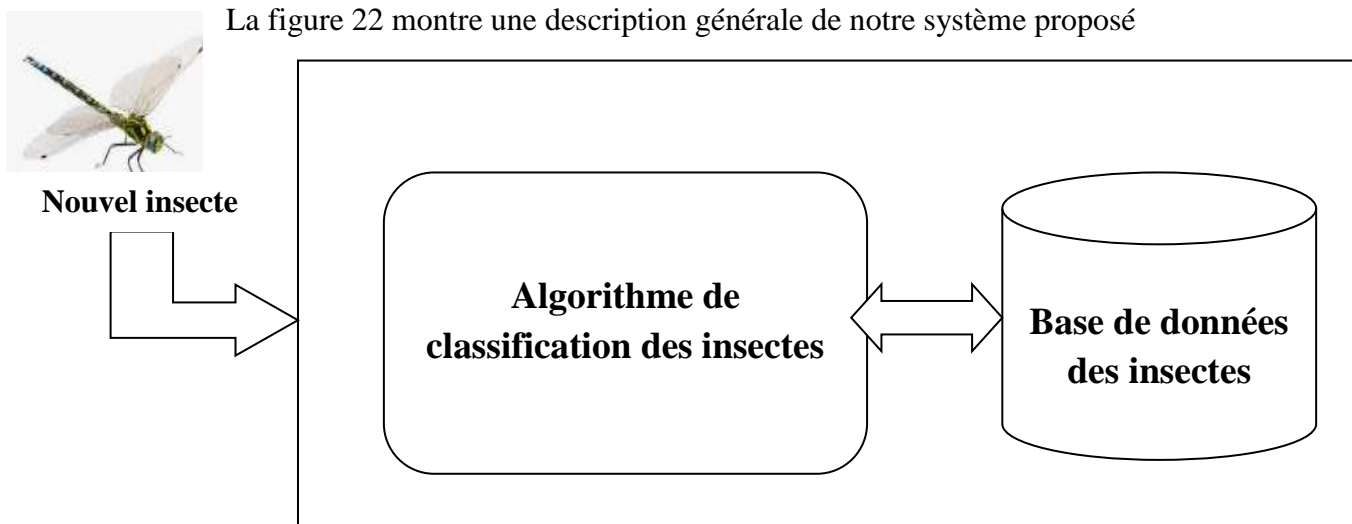 La figure 22 montre une description générale de notre système proposé
Nouvel insecte
Algorithme de
classification des insectes
Base de données
des insectes